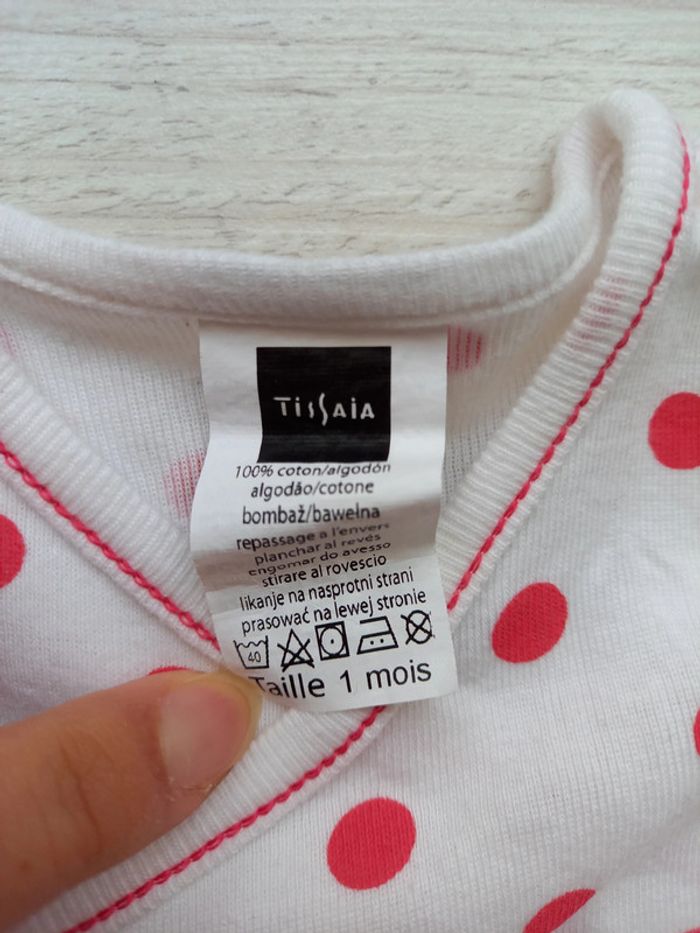 TISSAIA
100% coton/algodón
algodão/cotone
bombaž/bawełna
repassage a l'envers
planchar al revés
engomar do avesso
stirare al rovescio
likanje na nasprotni strani
prasować na lewej stronie
40
Taille 1 mois